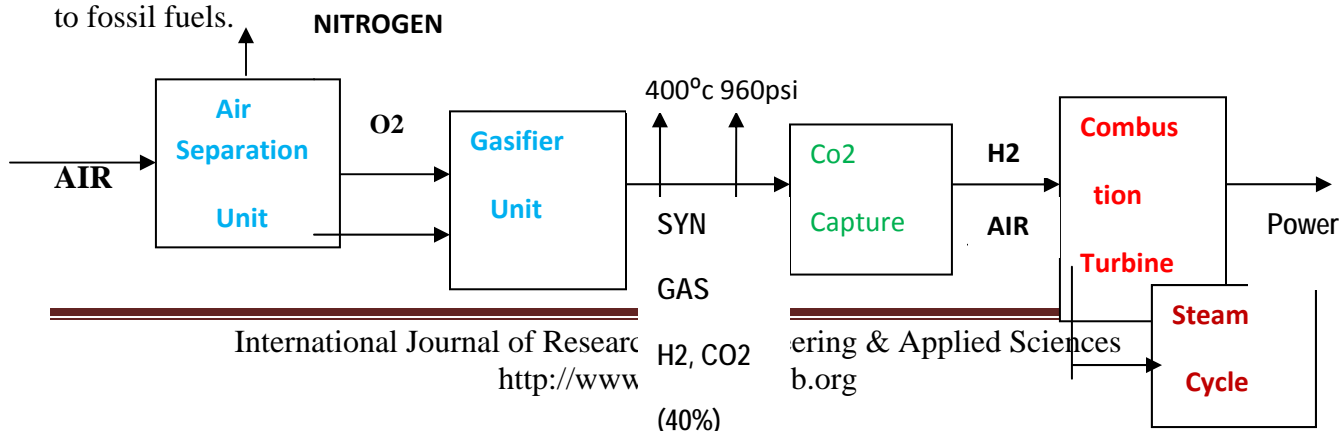 to fossil fuels.
NITROGEN
Air
Separation
Unit
AIR
O2
Gasifier
Unit
400°c 960psi
SYN
GAS
H2, CO2
(40%)
Co2
Capture
H2
AIR
Combus
tion
Turbine
Power
Steam
Cycle
International Journal of Researc ering & Applied Sciences
http://www b.org